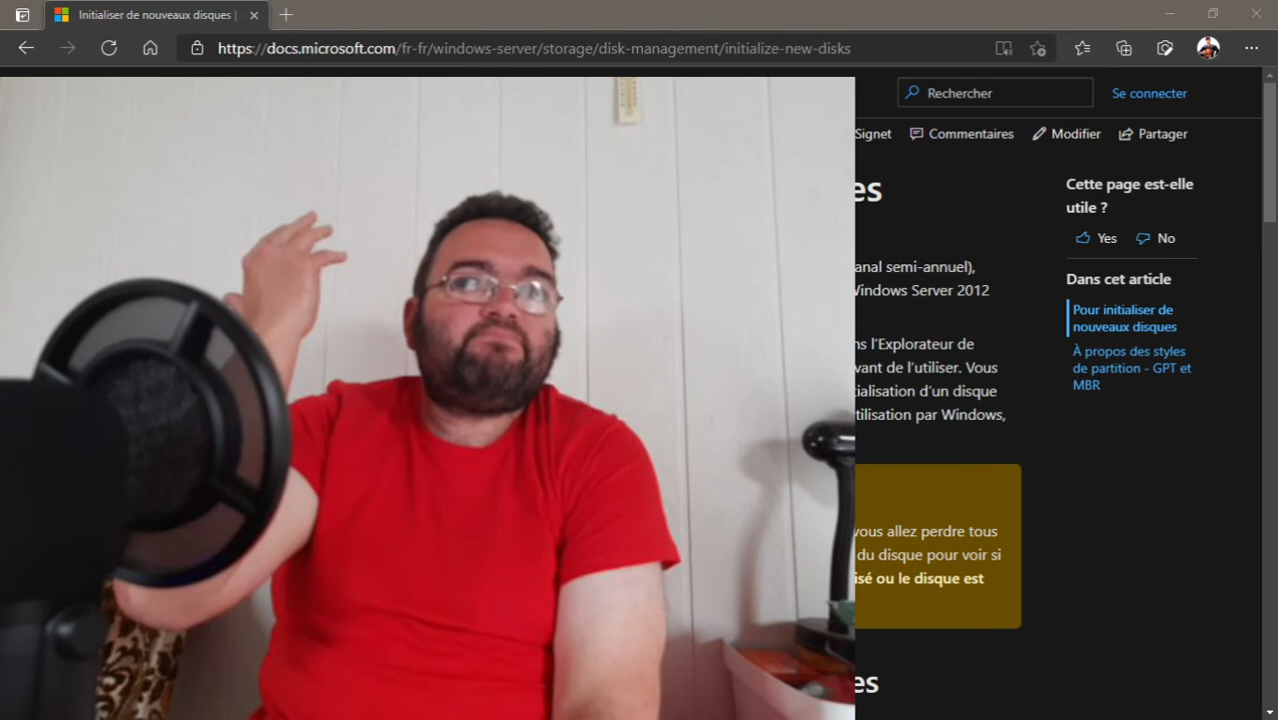 Initialiser de nouveaux disques |
https://docs.microsoft.com/fr-fr/windows-server/storage/disk-management/initialize-new-disks
Rechercher
Se connecter
Signet
Commentaires
Modifier
Partager
es
anal semi-annuel),
Windows Server 2012
ns l'Explorateur de
vant de l'utiliser. Vous
ialisation d'un disque
tilisation par Windows,
vous allez perdre tous
du disque pour voir si
isé ou le disque est
es
Cette page est-elle
utile ?
Yes
No
Dans cet article
Pour initialiser de
nouveaux disques
À propos des styles
de partition - GPT et
MBR